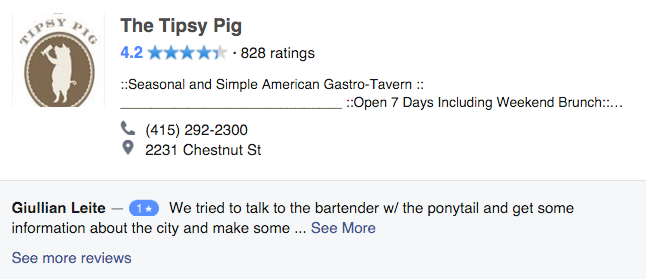 TIPSY PIG
The Tipsy Pig
4.2 ★★★★★ · 828 ratings
::Seasonal and Simple American Gastro-Tavern ::
_____________________________ ::Open 7 Days Including Weekend Brunch::...
(415) 292-2300
2231 Chestnut St
Giullian Leite — 1★ We tried to talk to the bartender w/ the ponytail and get some
information about the city and make some ... See More
See more reviews